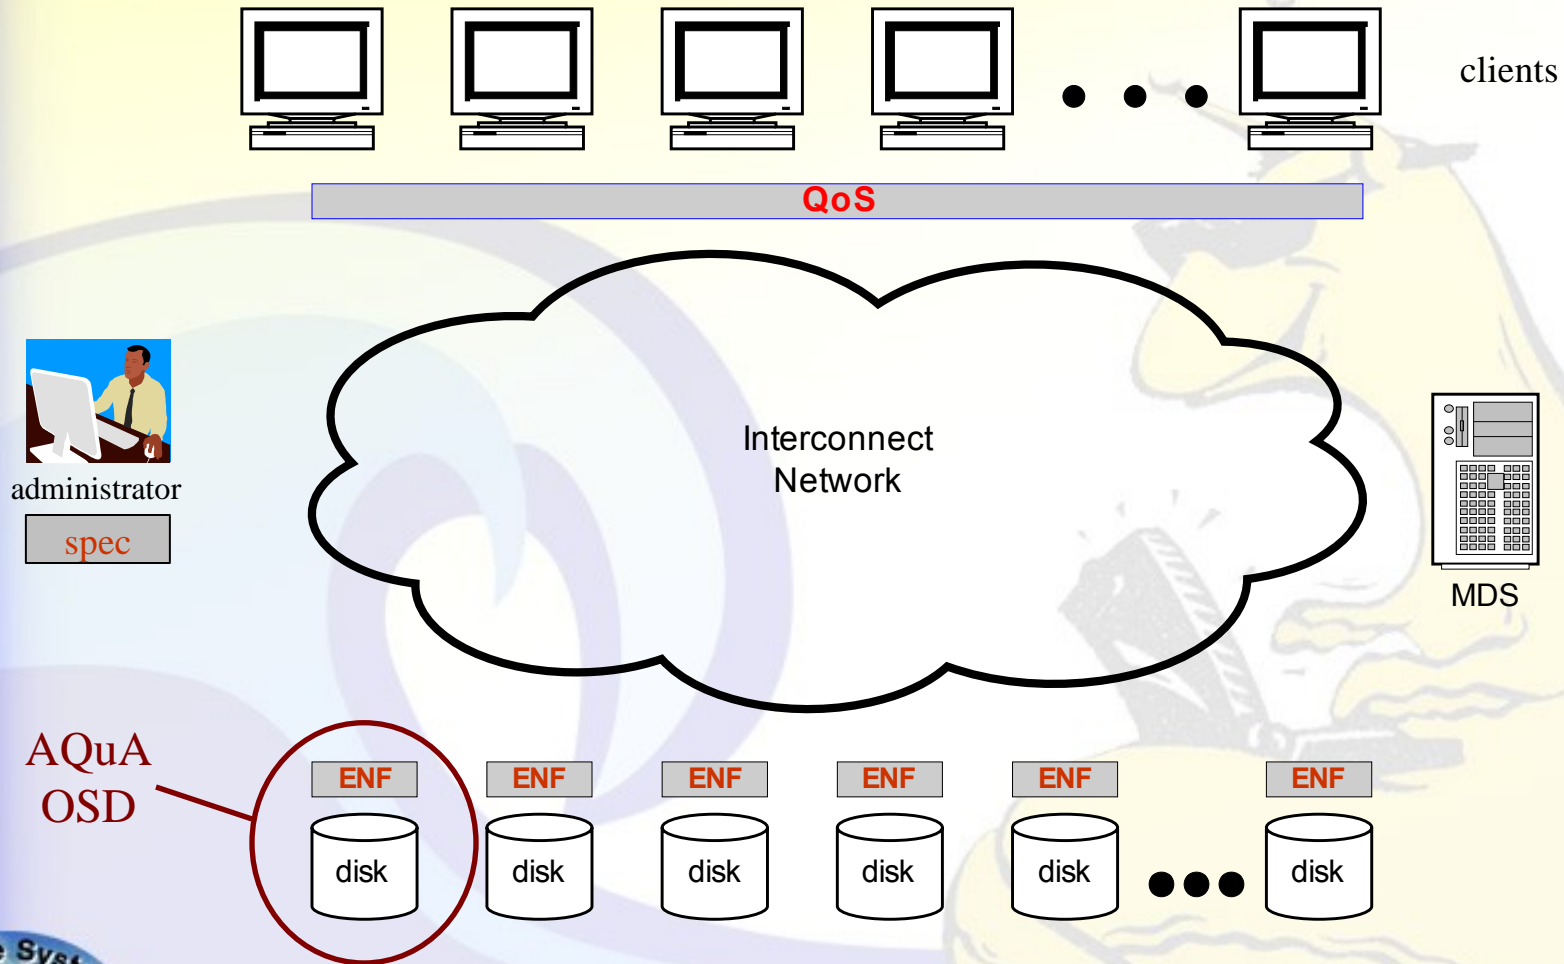 clients
QoS
Interconnect
Network
administrator
spec
MDS
AQuA
OSD
ENF ENF ENF ENF ENF ENF
disk disk disk disk disk disk
e Syst